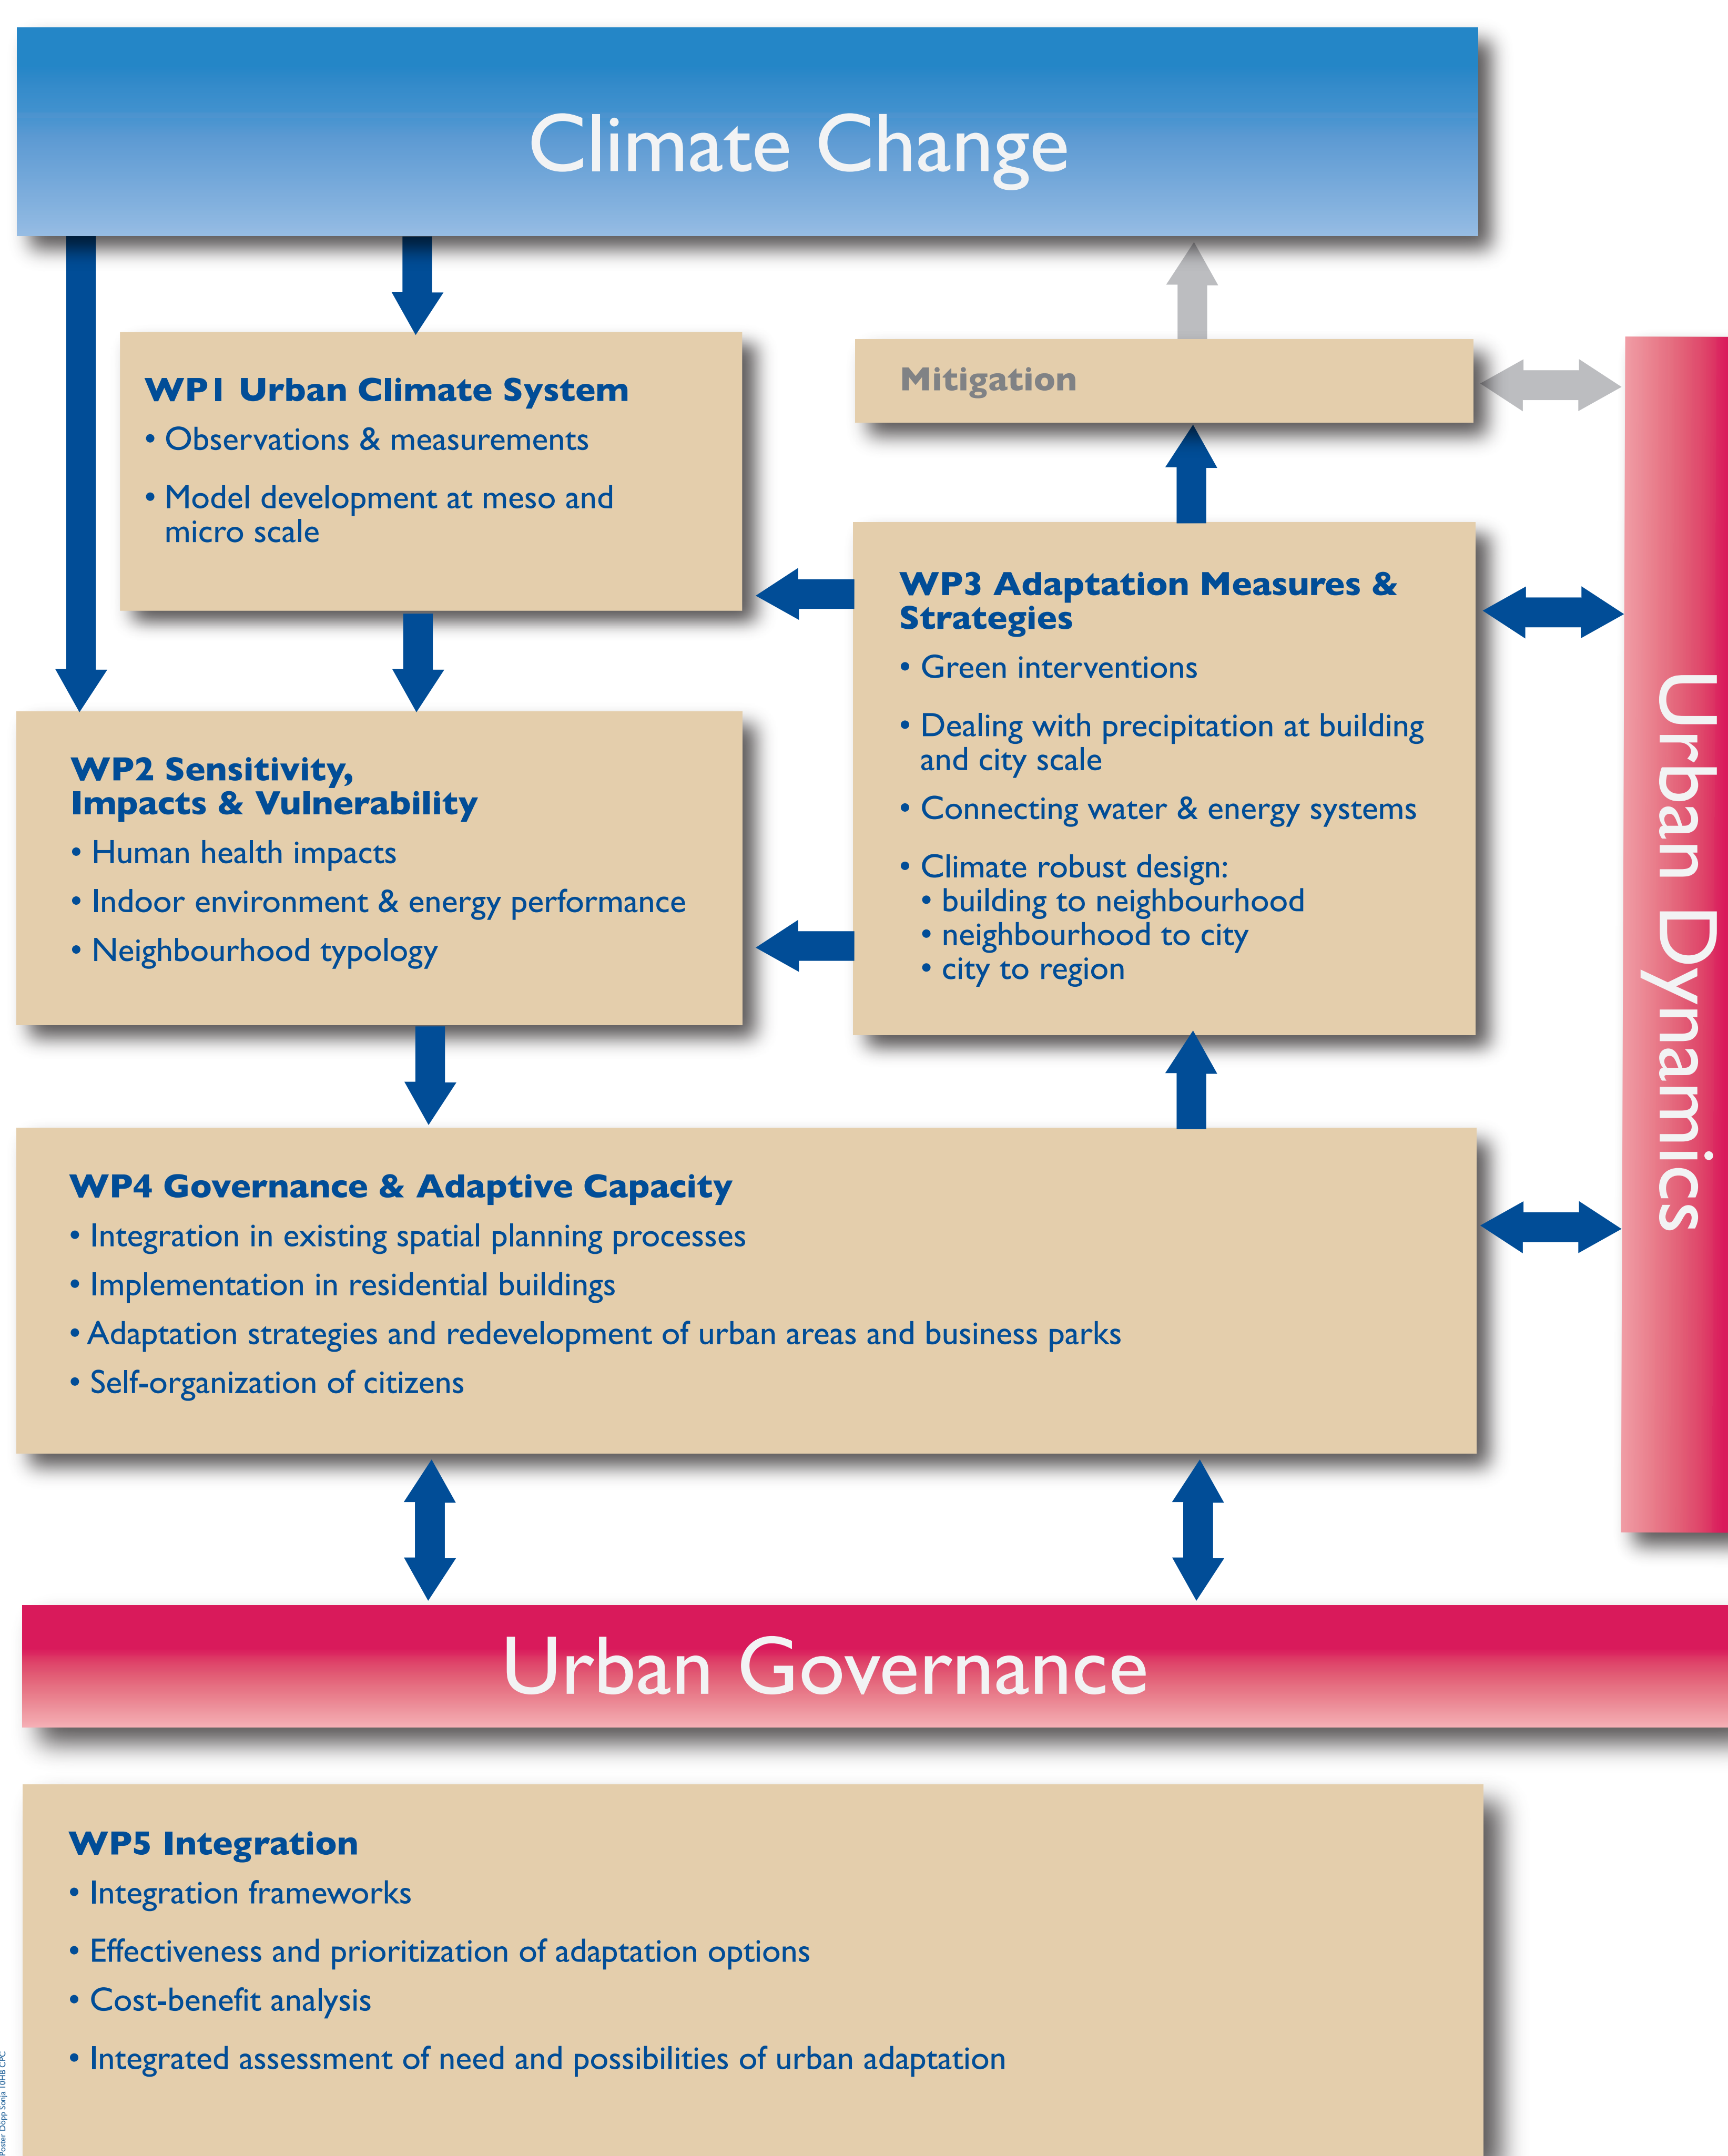 Climate Change
WP1 Urban Climate System
• Observations & measurements
• Model development at meso and
micro scale
Mitigation
WP3 Adaptation Measures &
Strategies
• Green interventions
• Dealing with precipitation at building
and city scale
• Connecting water & energy systems
• Climate robust design:
• building to neighbourhood
• neighbourhood to city
• city to region
WP2 Sensitivity,
Impacts & Vulnerability
• Human health impacts
• Indoor environment & energy performance
• Neighbourhood typology
Urban Dynamics
WP4 Governance & Adaptive Capacity
• Integration in existing spatial planning processes
• Implementation in residential buildings
• Adaptation strategies and redevelopment of urban areas and business parks
• Self-organization of citizens
Urban Governance
WP5 Integration
• Integration frameworks
• Effectiveness and prioritization of adaptation options
• Cost-benefit analysis
• Integrated assessment of need and possibilities of urban adaptation
Poster Dopp Sonja 10HB CPC